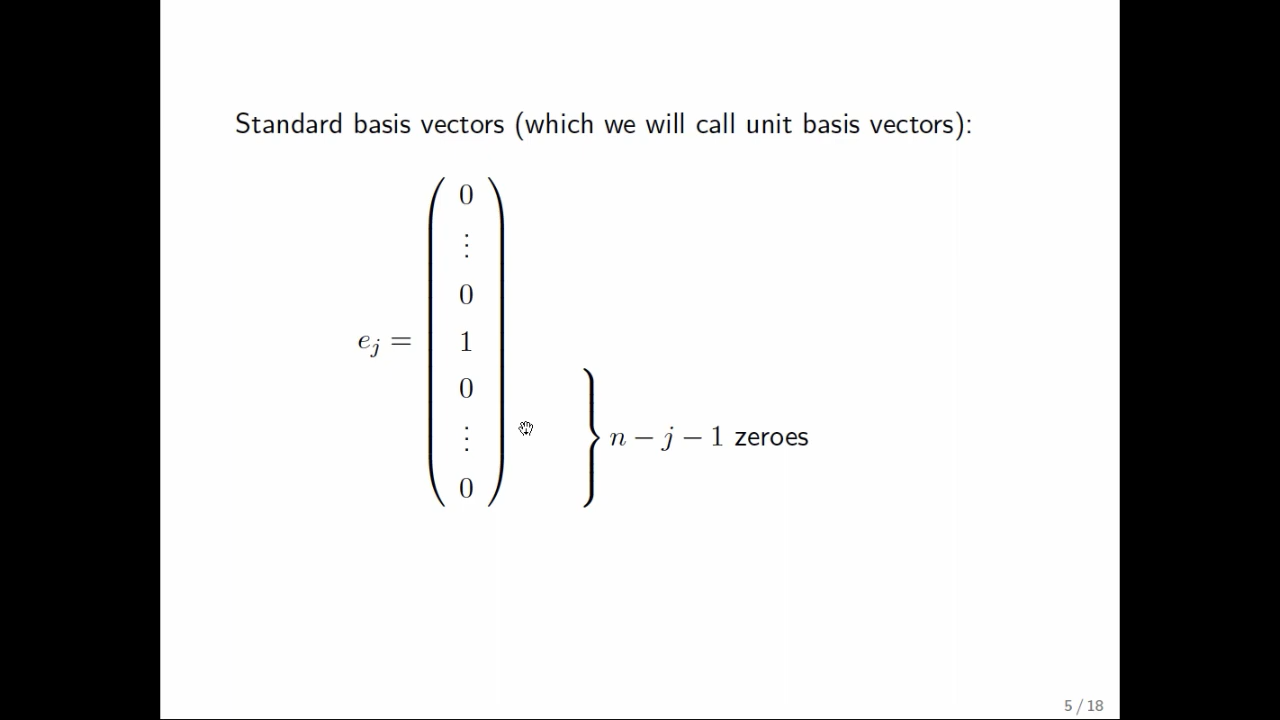 Standard basis vectors (which we will call unit basis vectors):
0
⋮
0
e_j = 1
0
⋮
n − j − 1 zeroes
0
5 / 18